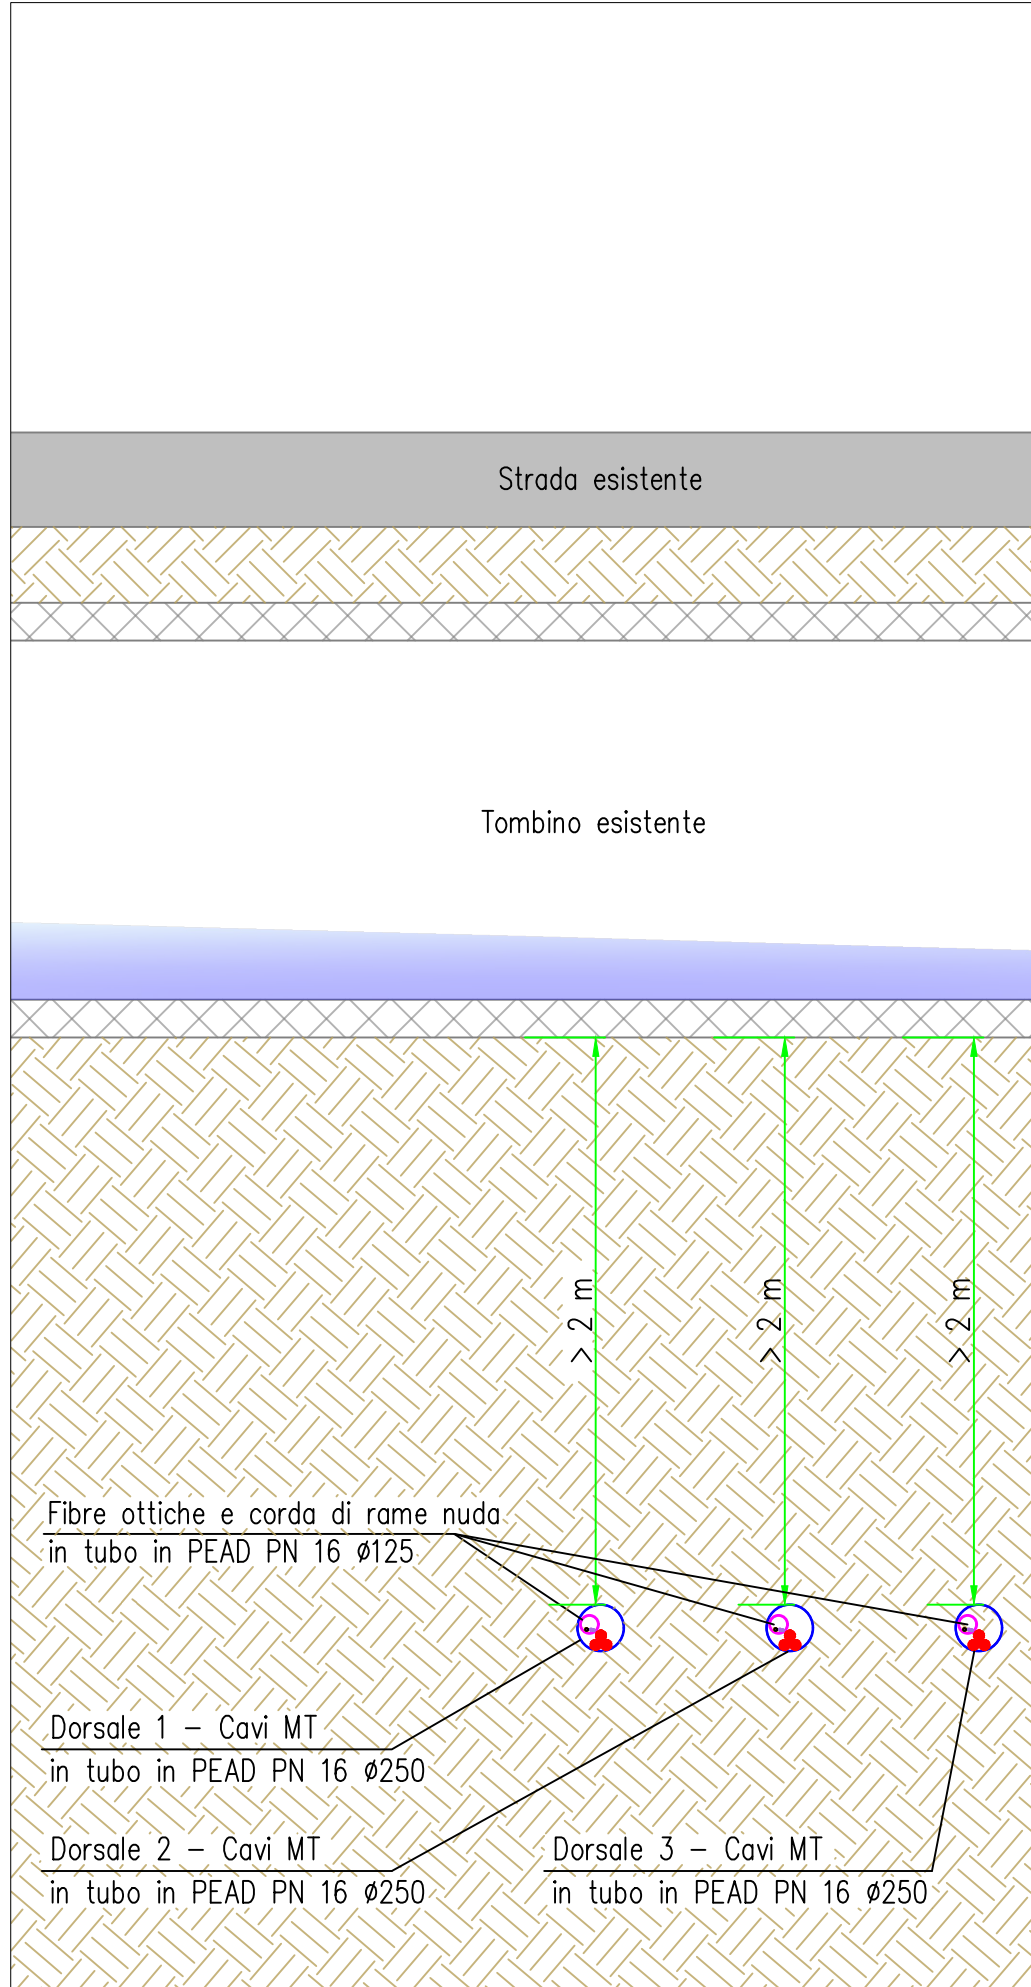 Strada esistente
Tombino esistente
> 2 m
> 2 m
> 2 m
Fibre ottiche e corda di rame nuda
in tubo in PEAD PN 16 ø125
Dorsale 1 – Cavi MT
in tubo in PEAD PN 16 ø250
Dorsale 2 – Cavi MT
in tubo in PEAD PN 16 ø250
Dorsale 3 – Cavi MT
in tubo in PEAD PN 16 ø250